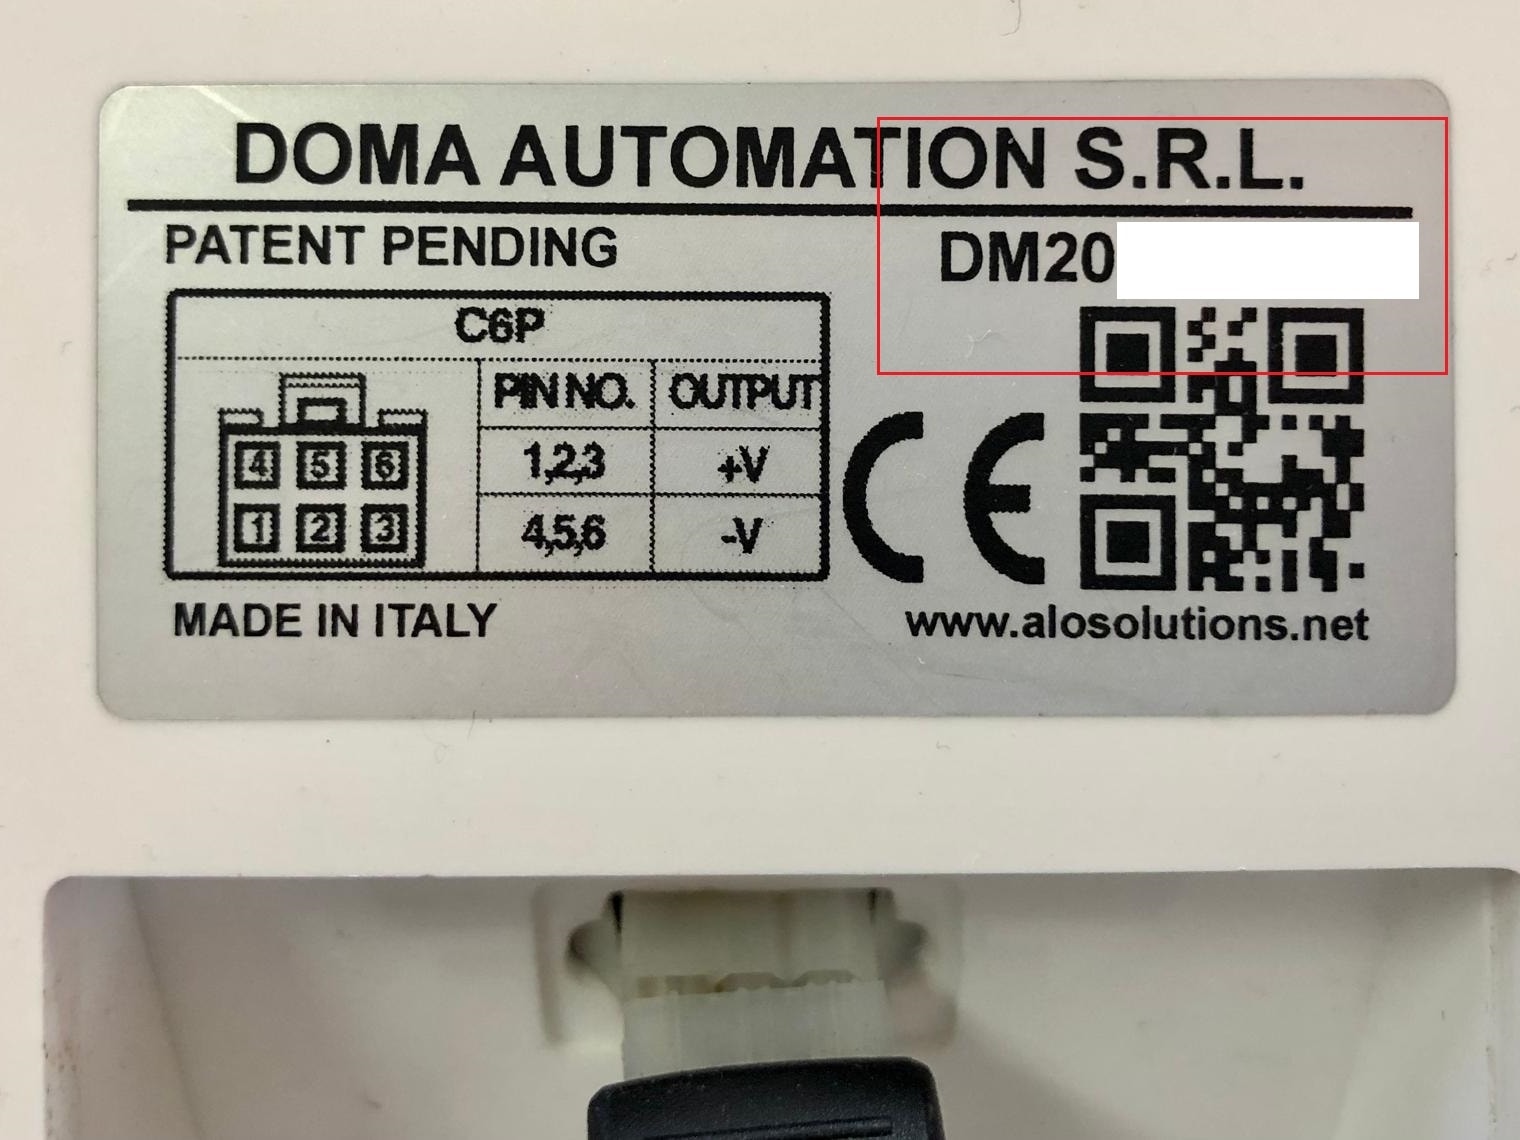 DOMA AUTOMATION S.R.L.
PATENT PENDING
DM20
C6P
PIN NO. OUTPUT
1,2,3 +V
4,5,6 -V
4 5 6
1 2 3
CE
MADE IN ITALY
www.alosolutions.net